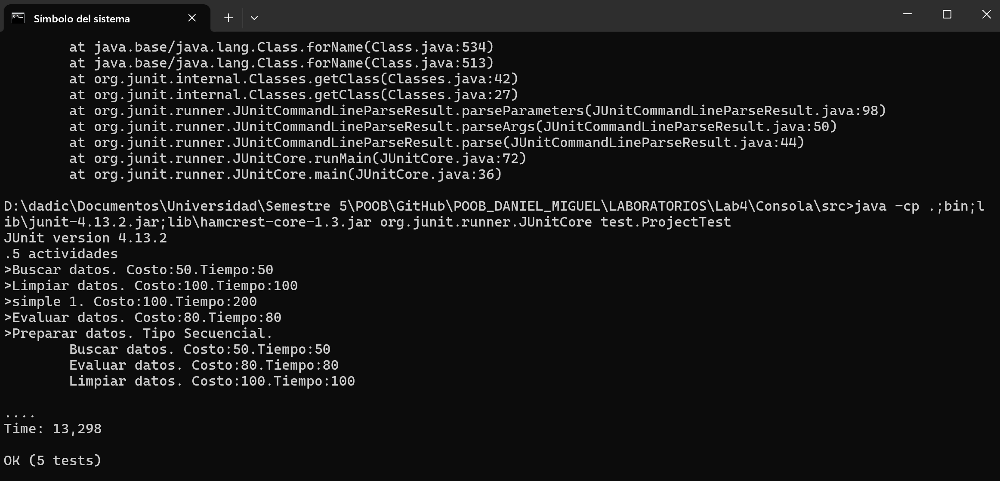 Símbolo del sistema
at java.base/java.lang.Class.forName(Class.java:534)
at java.base/java.lang.Class.forName(Class.java:513)
at org.junit.internal.Classes.getClass(Classes.java:42)
at org.junit.internal.Classes.getClass(Classes.java:27)
at org.junit.runner.JUnitCommandLineParseResult.parseParameters(JUnitCommandLineParseResult.java:98)
at org.junit.runner.JUnitCommandLineParseResult.parseArgs(JUnitCommandLineParseResult.java:50)
at org.junit.runner.JUnitCommandLineParseResult.parse(JUnitCommandLineParseResult.java:44)
at org.junit.runner.JUnitCore.runMain(JUnitCore.java:72)
at org.junit.runner.JUnitCore.main(JUnitCore.java:36)
D:\dadic\Documentos\Universidad\Semestre 5\POOB\GitHub\POOB_DANIEL_MIGUEL\LABORATORIOS\Lab4\Consola\src>java -cp .;bin;l
ib\junit-4.13.2.jar;lib\hamcrest-core-1.3.jar org.junit.runner.JUnitCore test.ProjectTest
JUnit version 4.13.2
.5 actividades
>Buscar datos. Costo:50.Tiempo:50
>Limpiar datos. Costo:100.Tiempo:100
>simple 1. Costo:100.Tiempo:200
>Evaluar datos. Costo:80.Tiempo:80
>Preparar datos. Tipo Secuencial.
Buscar datos. Costo:50.Tiempo:50
Evaluar datos. Costo:80.Tiempo:80
Limpiar datos. Costo:100.Tiempo:100
....
Time: 13,298
OK (5 tests)